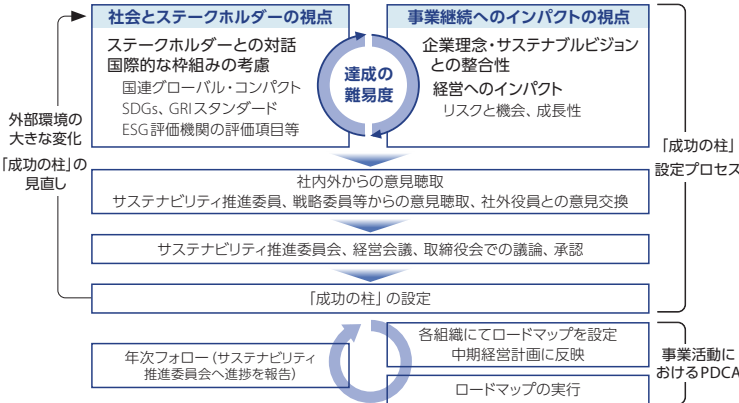 社会とステークホルダーの視点
ステークホルダーとの対話
国際的な枠組みの考慮
国連グローバル・コンパクト
SDGs、GRIスタンダード
ESG評価機関の評価項目等
達成の
難易度
事業継続へのインパクトの視点
企業理念・サステナブルビジョン
との整合性
経営へのインパクト
リスクと機会、成長性
外部環境の
大きな変化
「成功の柱」の
見直し
「成功の柱」
設定プロセス
社内外からの意見聴取
サステナビリティ推進委員、戦略委員等からの意見聴取、社外役員との意見交換
サステナビリティ推進委員会、経営会議、取締役会での議論、承認
「成功の柱」の設定
年次フォロー（サステナビリティ
推進委員会へ進捗を報告）
各組織にてロードマップを設定
中期経営計画に反映
ロードマップの実行
事業活動に
おけるPDCA